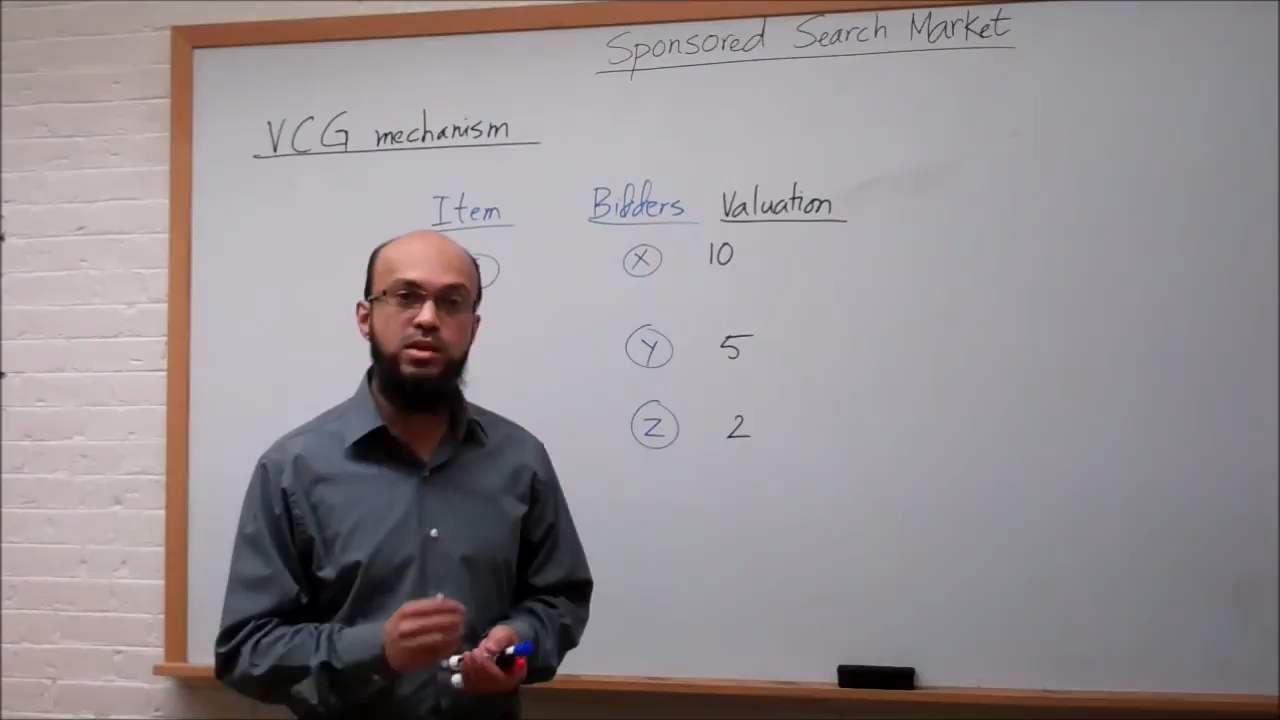 Sponsored Search Market
VCG mechanism
Item Bidders Valuation
X 10
Y 5
Z 2